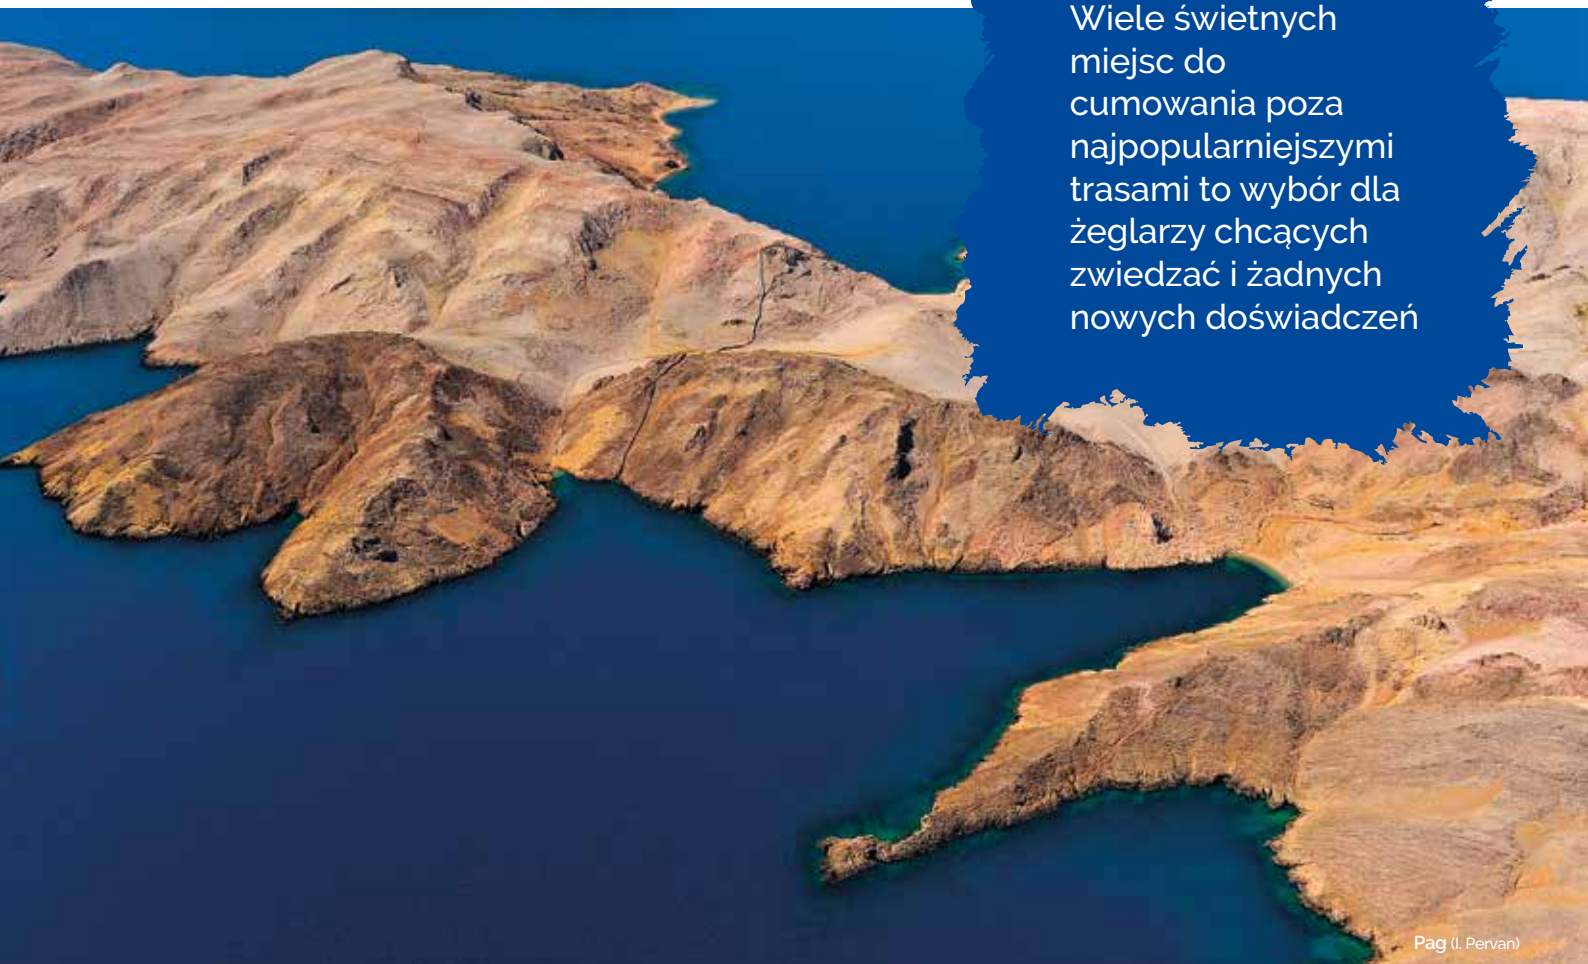 Wiele świetnych
miejsc do
cumowania poza
najpopularniejszymi
trasami to wybór dla
żeglarzy chcących
zwiedzać i żadnych
nowych doświadczeń
Pag (I. Pervan)